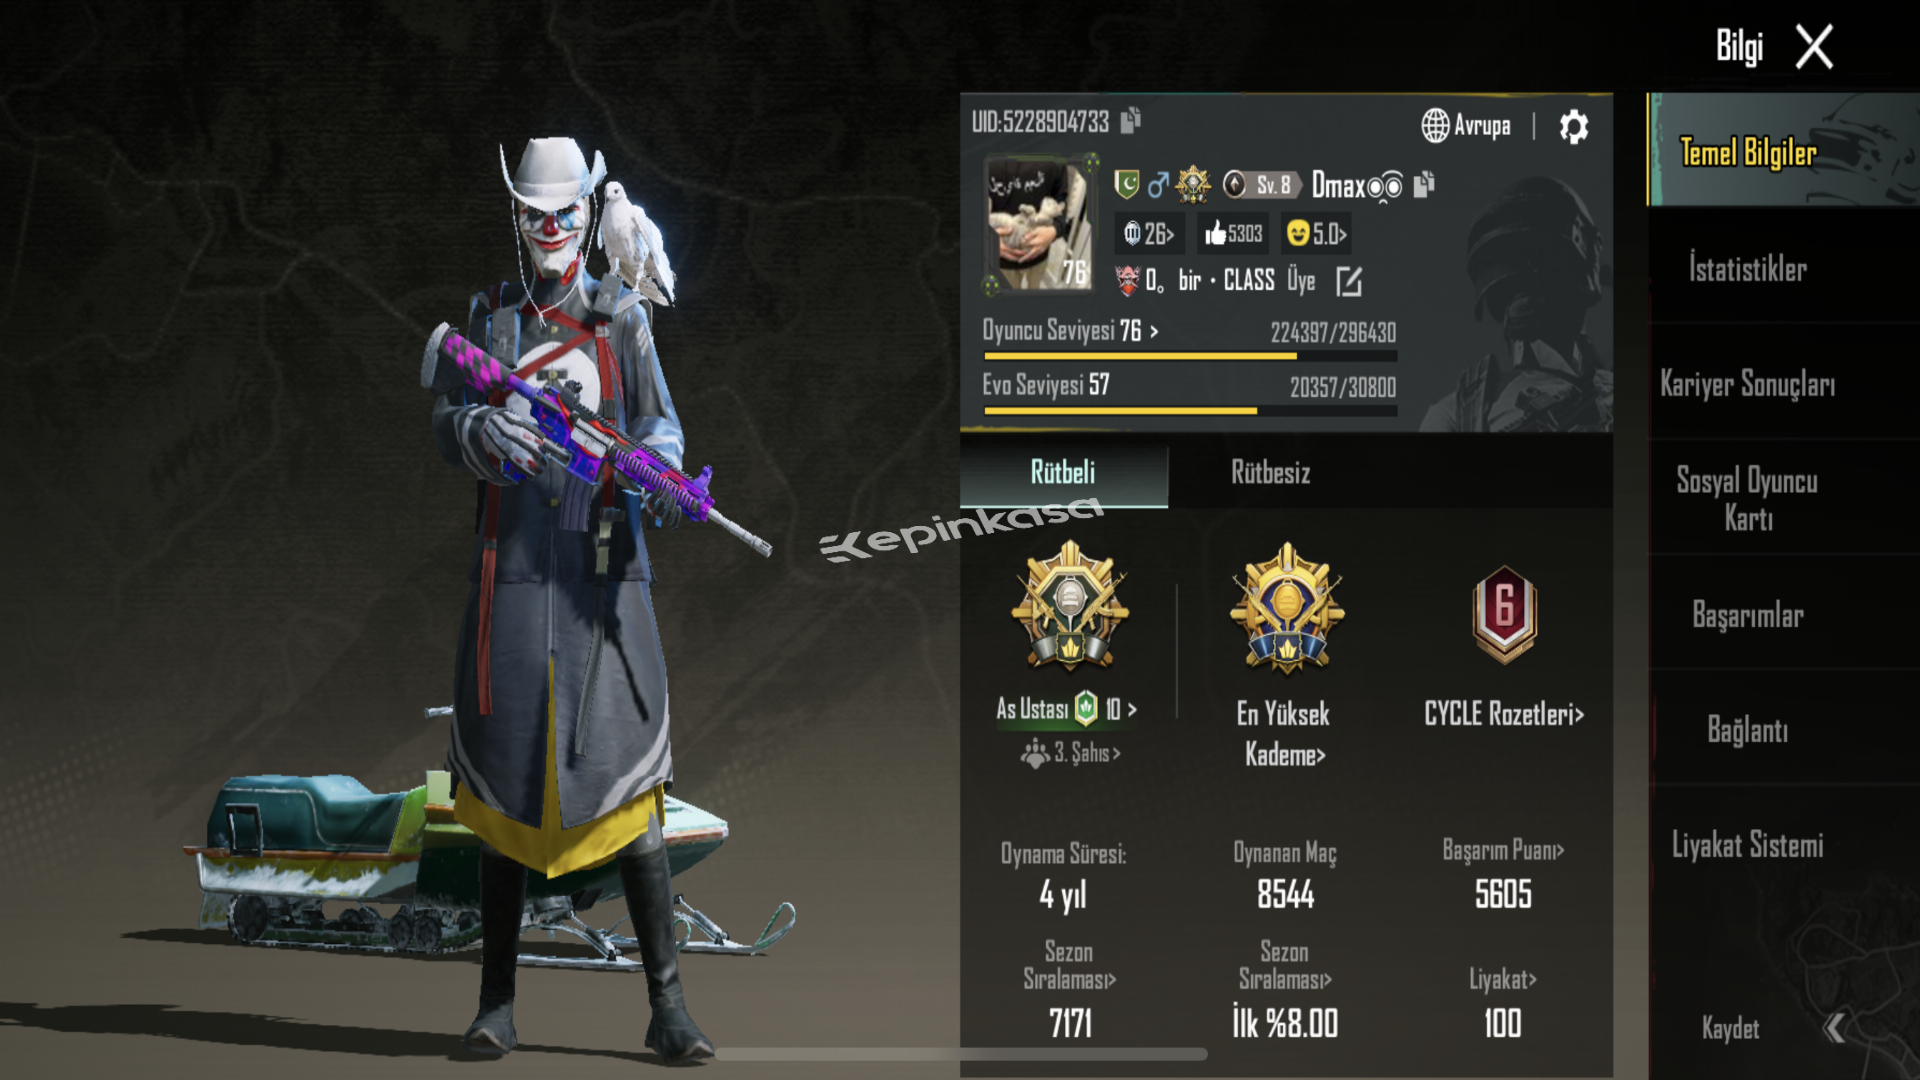 Bilgi
UID:5228904733
Avrupa
Sv. 8
Dmax
76
26>
5303
5.0>
O。 bir • CLASS Üye
Oyuncu Seviyesi 76 >
224397/296430
Evo Seviyesi 57
20357/30800
Rütbeli
Rütbesiz
epinkasa
As Ustası 10 >
3. Şahıs >
En Yüksek
Kademe>
6
CYCLE Rozetleri>
Oynama Süresi:
4 yıl
Oynanan Maç
8544
Başarım Puanı>
5605
Sezon
Sıralaması>
7171
Sezon
Sıralaması>
İlk %8.00
Liyakat>
100
Temel Bilgiler
İstatistikler
Kariyer Sonuçları
Sosyal Oyuncu
Kartı
Başarımlar
Bağlantı
Liyakat Sistemi
Kaydet